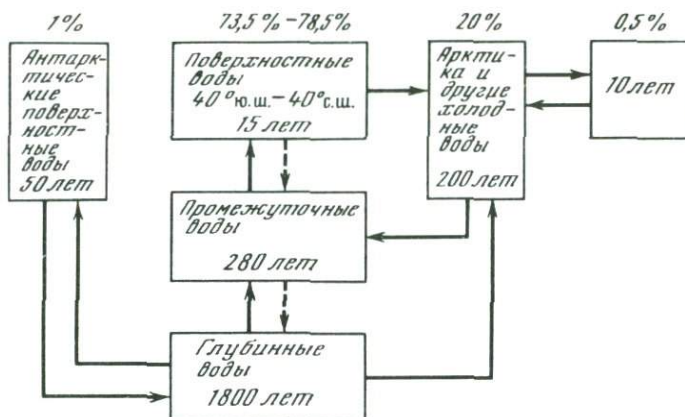 1%
73,5%–78,5%
20%
0,5%
Антарк-
тичес-
кие
поверх-
ност-
ные
воды
50 лет
Поверхностные
воды
40°ю.ш.–40°с.ш.
15 лет
Аркти-
ка и
другие
холод-
ные
воды
200 лет
10 лет
Промежуточные
воды
280 лет
Глубинные
воды
1800 лет